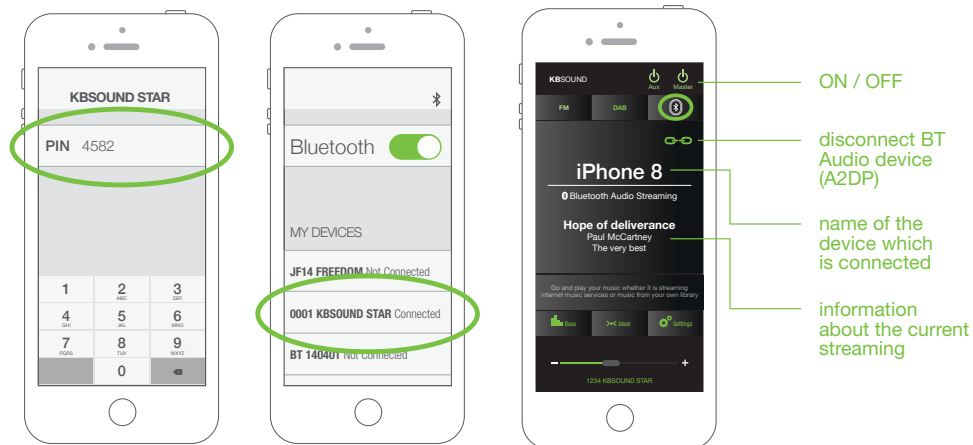 KBSOUND STAR
PIN 4582
1
2 ABC
3 DEF
4 GHI
5 JKL
6 MNO
7 PQRS
8 TUV
9 WXYZ
0
Bluetooth
MY DEVICES
JF14 FREEDOM Not Connected
0001 KBSOUND STAR Connected
BT 140401 Not Connected
KBSOUND
Aux
Master
FM
DAB
iPhone 8
Bluetooth Audio Streaming
Hope of deliverance
Paul McCartney
The very best
Go and play your music whether it is streaming
internet music services or music from your own library
Bass
Ideal
Settings
- +
1234 KBSOUND STAR
ON / OFF
disconnect BT
Audio device
(A2DP)
name of the
device which
is connected
information
about the current
streaming